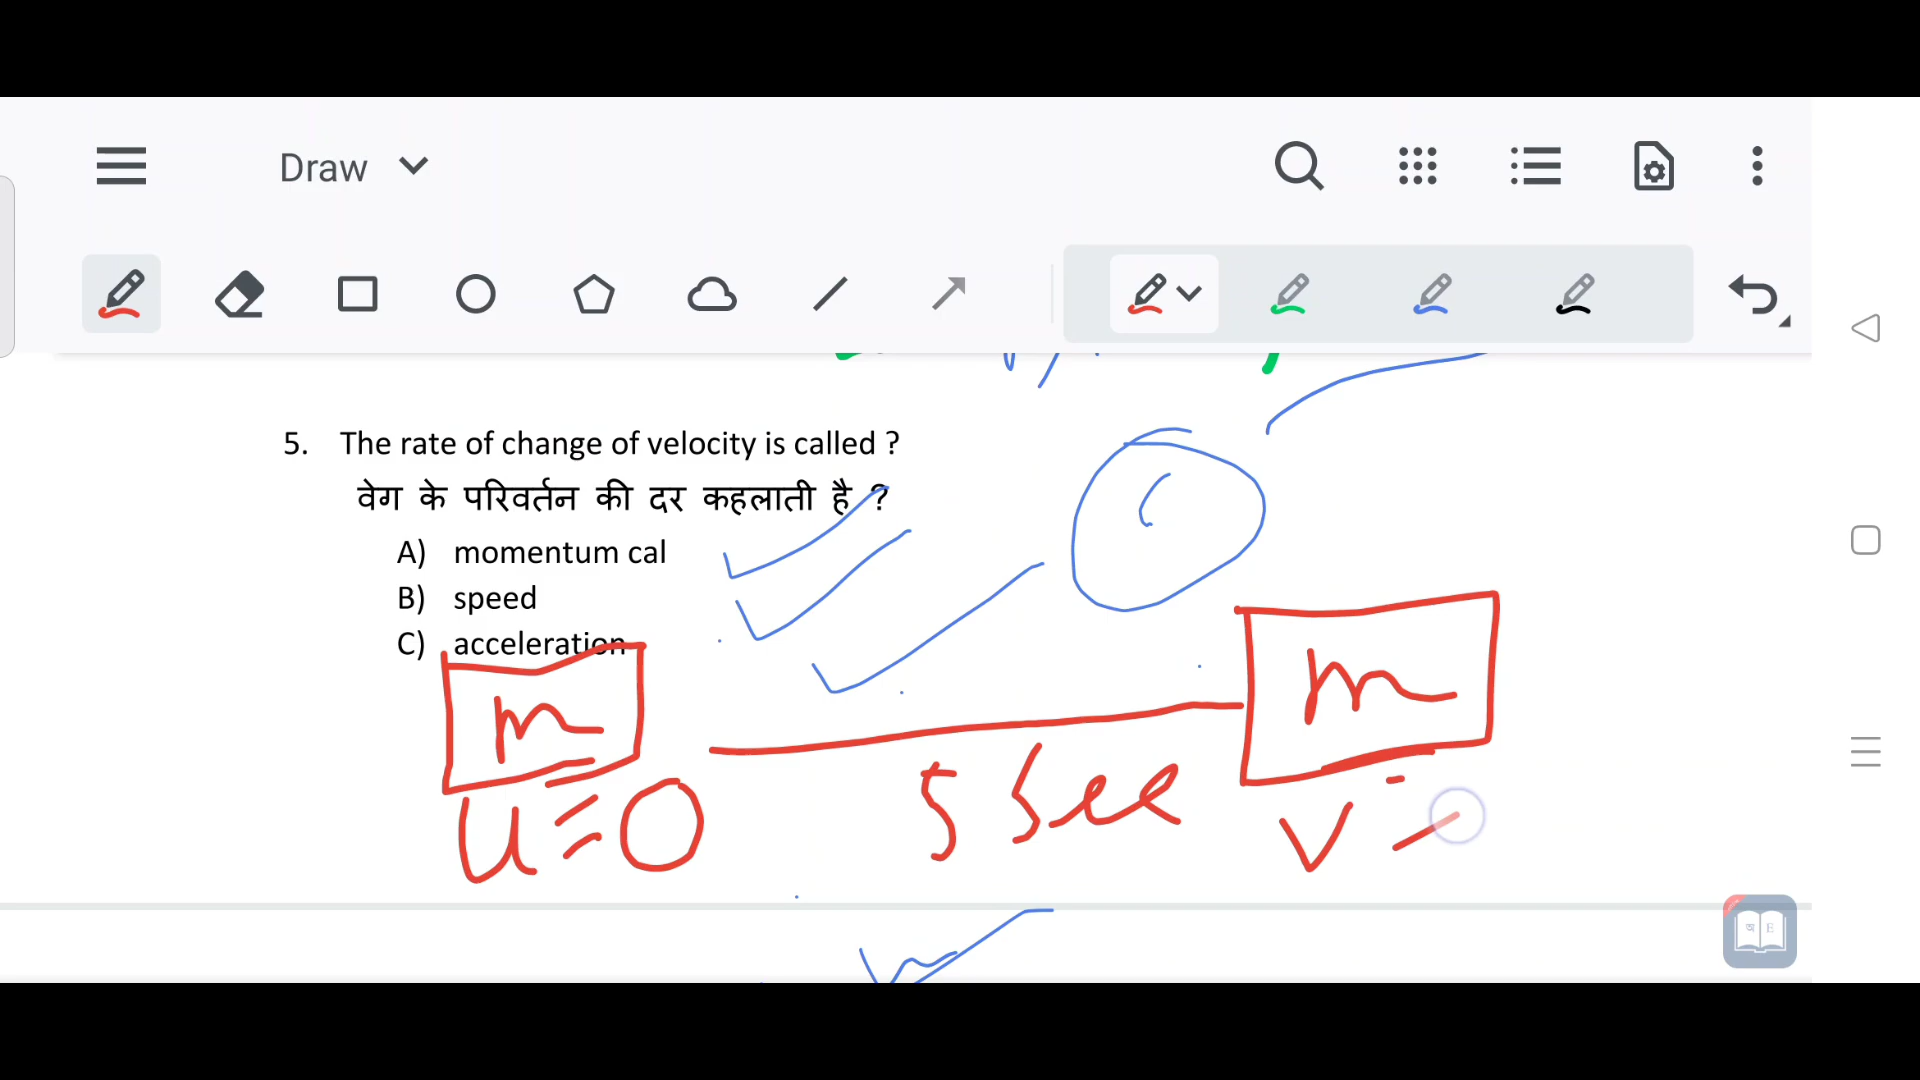 Draw
5. The rate of change of velocity is called ?
वेग के परिवर्तन की दर कहलाती है ?
A) momentum cal
B) speed
C) acceleration
m
m
u = 0
5 sec
v